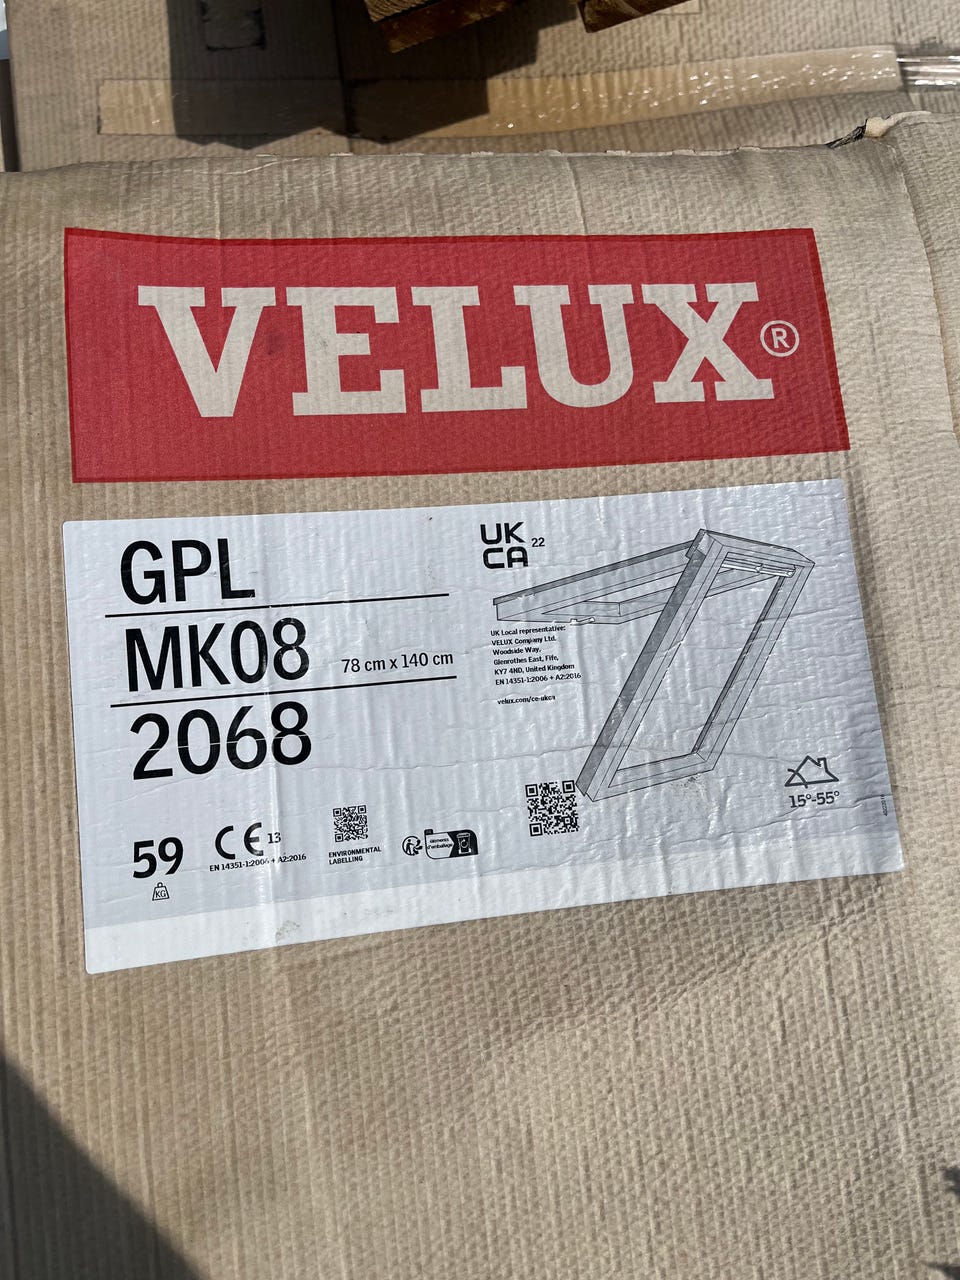 VELUX®
GPL
MK08 78 cm x 140 cm
2068
UK
CA 22
UK Local representative:
VELUX Company Ltd.
Woodside Way,
Glenrothes East, Fife,
KY7 4ND, United Kingdom
EN 14351-1:2006 + A2:2016
velux.com/ce-ukca
15°-55°
59
KG
CE 13
EN 14351-1:2006 + A2:2016
ENVIRONMENTAL
LABELLING